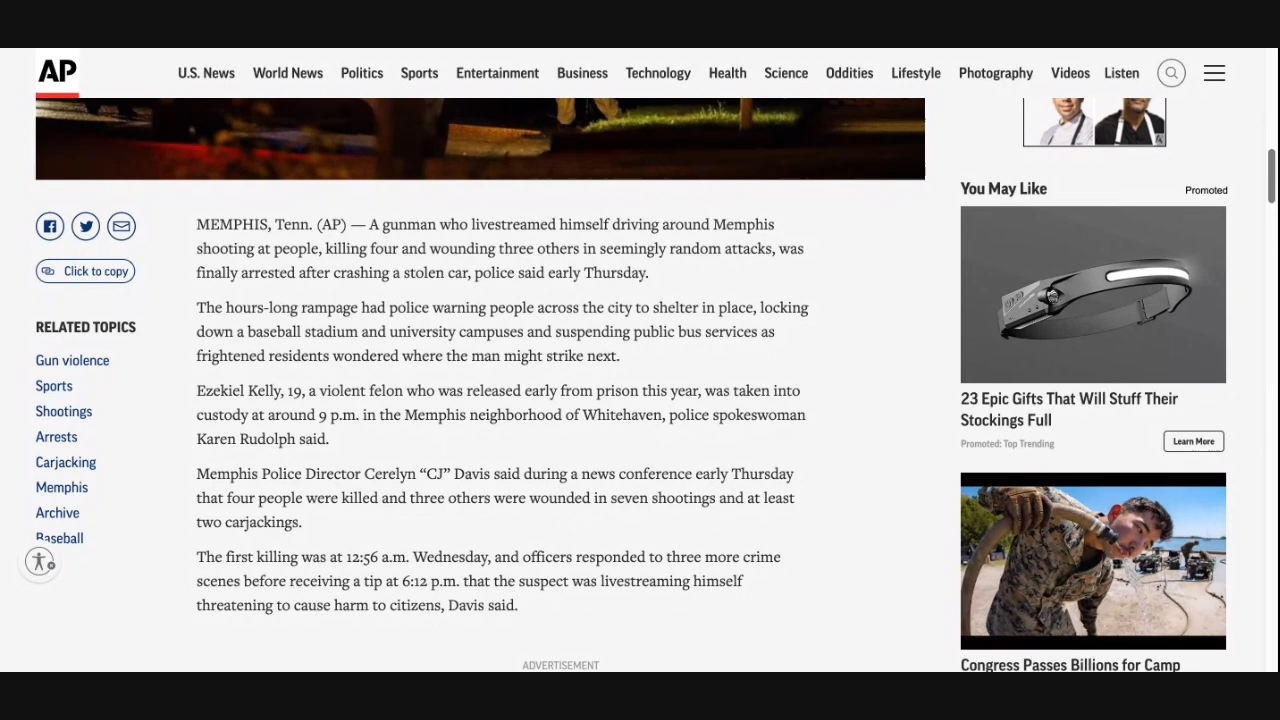 AP
U.S. News World News Politics Sports Entertainment Business Technology Health Science Oddities Lifestyle Photography Videos Listen
You May Like
Promoted
Click to copy
RELATED TOPICS
Gun violence
Sports
Shootings
Arrests
Carjacking
Memphis
Archive
Baseball
MEMPHIS, Tenn. (AP) — A gunman who livestreamed himself driving around Memphis
shooting at people, killing four and wounding three others in seemingly random attacks, was
finally arrested after crashing a stolen car, police said early Thursday.
The hours-long rampage had police warning people across the city to shelter in place, locking
down a baseball stadium and university campuses and suspending public bus services as
frightened residents wondered where the man might strike next.
Ezekiel Kelly, 19, a violent felon who was released early from prison this year, was taken into
custody at around 9 p.m. in the Memphis neighborhood of Whitehaven, police spokeswoman
Karen Rudolph said.
Memphis Police Director Cerelyn “CJ” Davis said during a news conference early Thursday
that four people were killed and three others were wounded in seven shootings and at least
two carjackings.
The first killing was at 12:56 a.m. Wednesday, and officers responded to three more crime
scenes before receiving a tip at 6:12 p.m. that the suspect was livestreaming himself
threatening to cause harm to citizens, Davis said.
ADVERTISEMENT
23 Epic Gifts That Will Stuff Their
Stockings Full
Promoted: Top Trending
Learn More
Congress Passes Billions for Camp